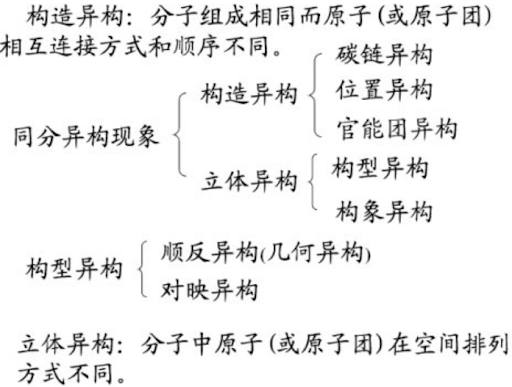 构造异构：分子组成相同而原子(或原子团)
相互连接方式和顺序不同。
碳链异构
构造异构
位置异构
官能团异构
同分异构现象
立体异构
构型异构
构象异构
构型异构
顺反异构(几何异构)
对映异构
立体异构：分子中原子(或原子团)在空间排列
方式不同。